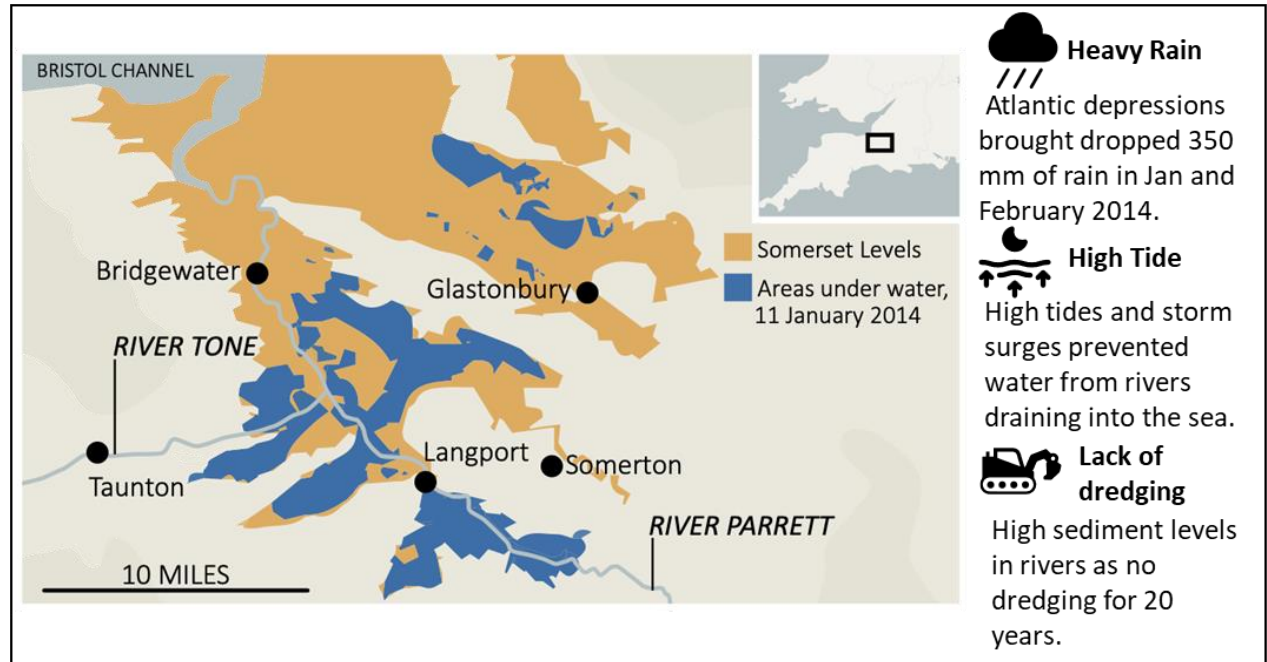 BRISTOL CHANNEL
Bridgewater
Glastonbury
Somerset Levels
Areas under water,
11 January 2014
RIVER TONE
Taunton
Langport
Somerton
RIVER PARRETT
10 MILES
Heavy Rain
Atlantic depressions
brought dropped 350
mm of rain in Jan and
February 2014.
High Tide
High tides and storm
surges prevented
water from rivers
draining into the sea.
Lack of
dredging
High sediment levels
in rivers as no
dredging for 20
years.